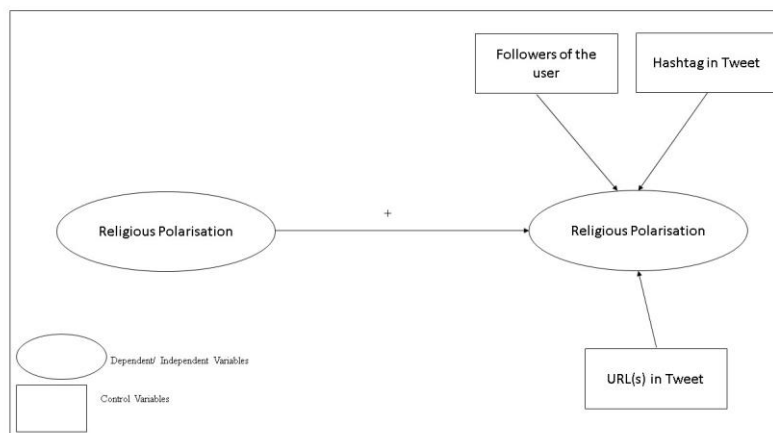 Followers of the
user
Hashtag in Tweet
Religious Polarisation
+
Religious Polarisation
URL(s) in Tweet
Dependent/ Independent Variables
Control Variables